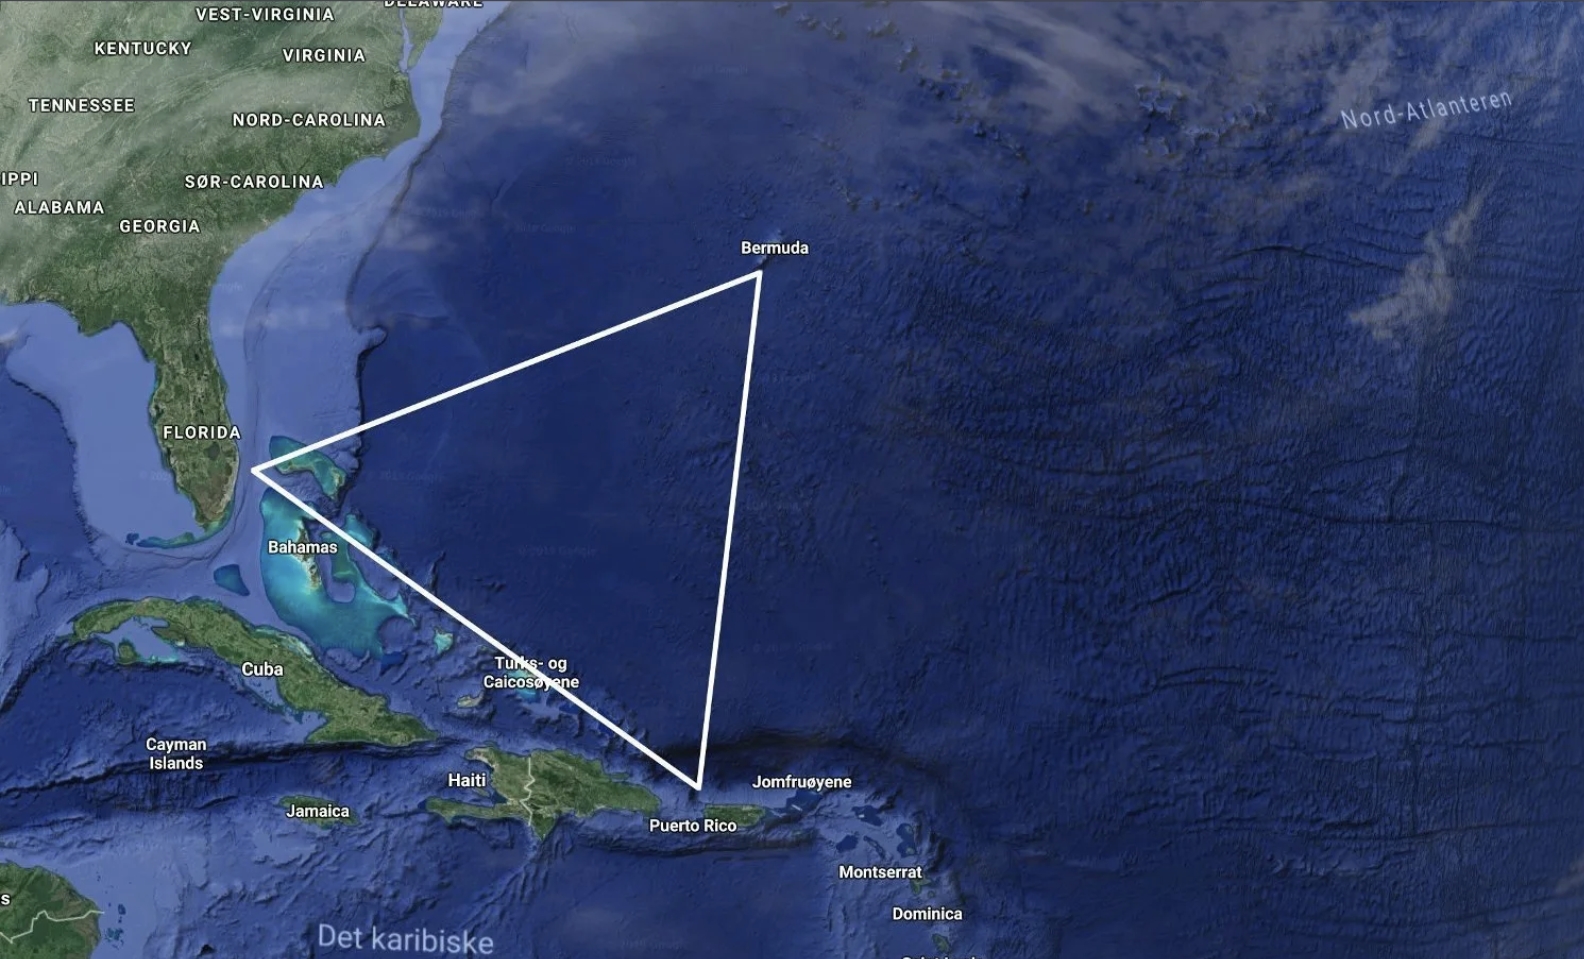 DELAWARE
VEST-VIRGINIA
KENTUCKY
VIRGINIA
TENNESSEE
NORD-CAROLINA
Nord-Atlanteren
IPPI
SØR-CAROLINA
ALABAMA
GEORGIA
Bermuda
FLORIDA
Bahamas
Turks- og
Caicosøyene
Cuba
Cayman
Islands
Haiti
Jomfruøyene
Jamaica
Puerto Rico
Montserrat
s
Dominica
Det karibiske